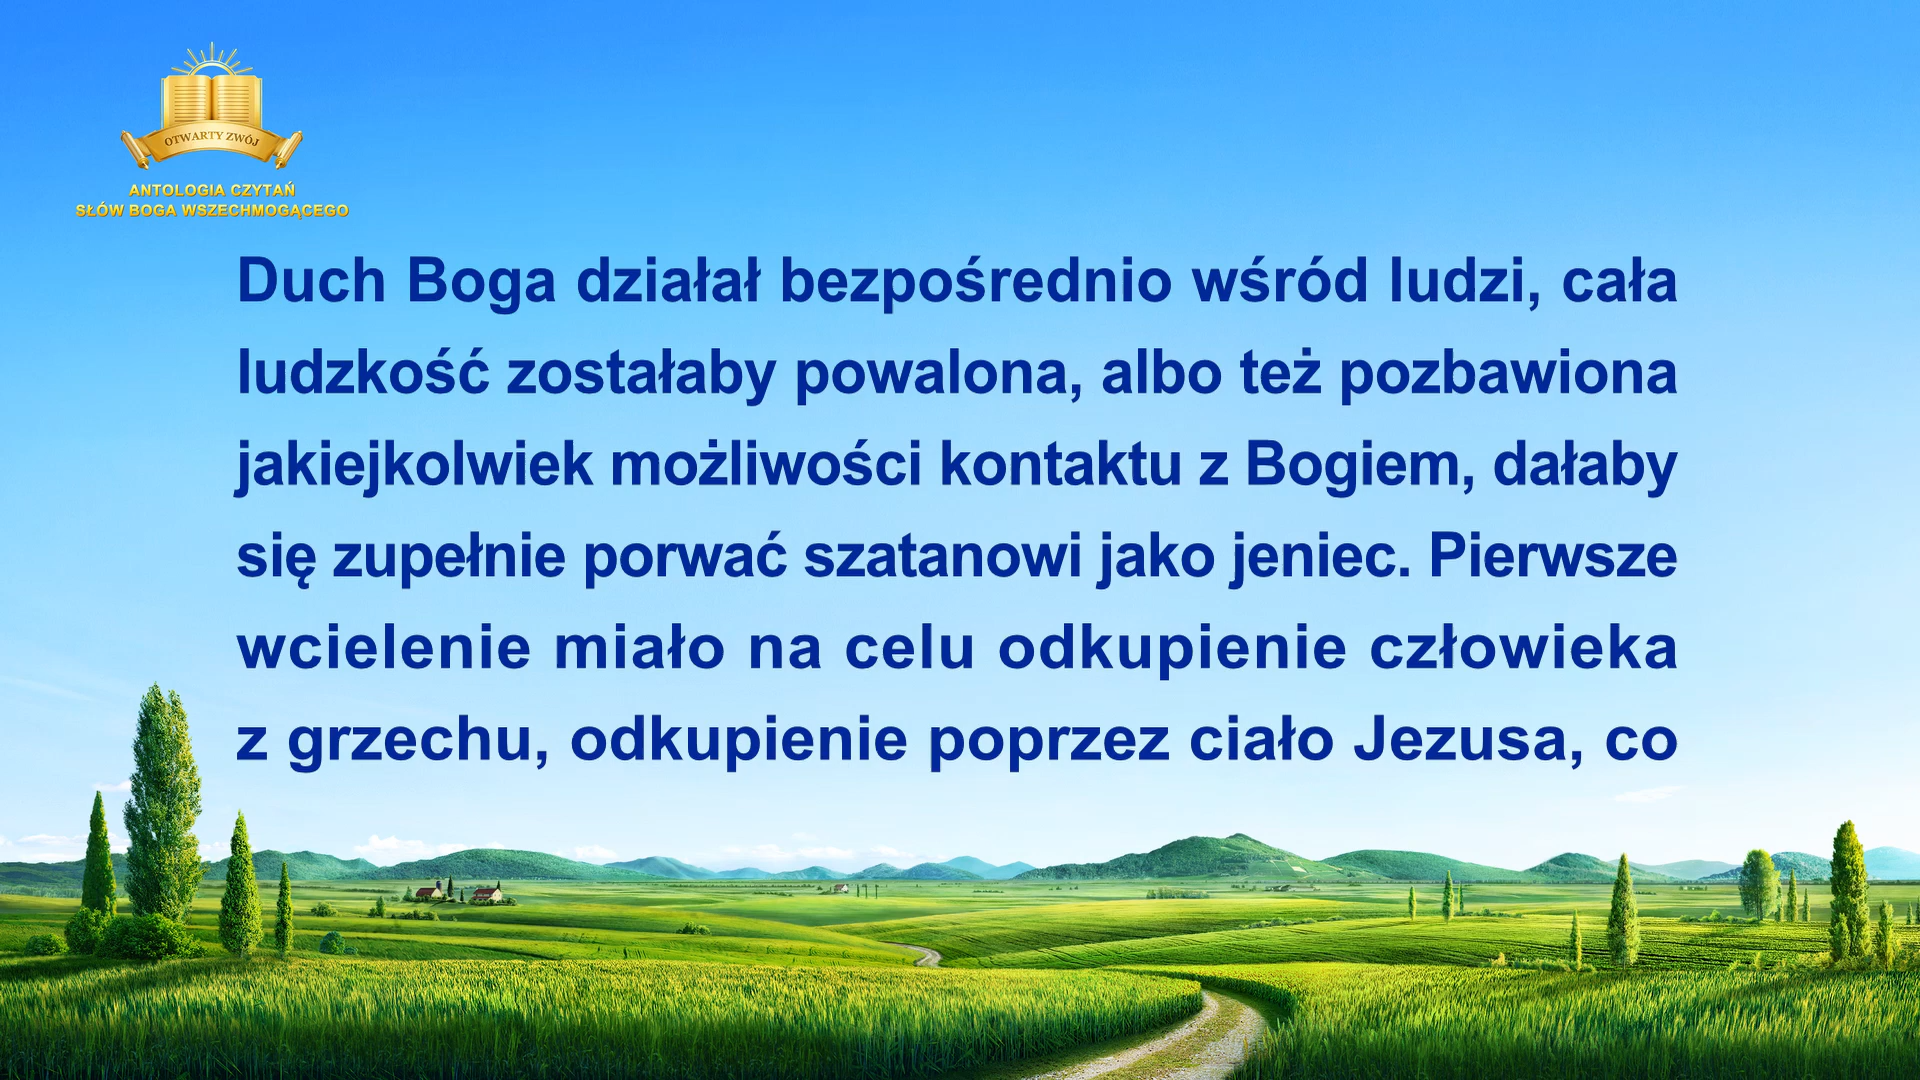 OTWARTY ZWÓJ
ANTOLOGIA CZYTAŃ
SŁÓW BOGA WSZECHMOGĄCEGO
Duch Boga działał bezpośrednio wśród ludzi, cała
ludzkość zostałaby powalona, albo też pozbawiona
jakiejkolwiek możliwości kontaktu z Bogiem, dałaby
się zupełnie porwać szatanowi jako jeniec. Pierwsze
wcielenie miało na celu odkupienie człowieka
z grzechu, odkupienie poprzez ciało Jezusa, co